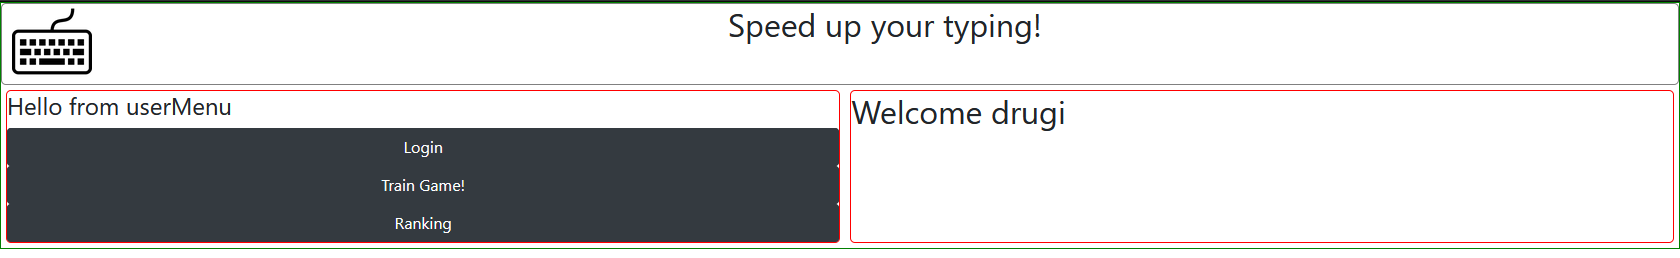 Speed up your typing!
Hello from userMenu
Login
Train Game!
Ranking
Welcome drugi